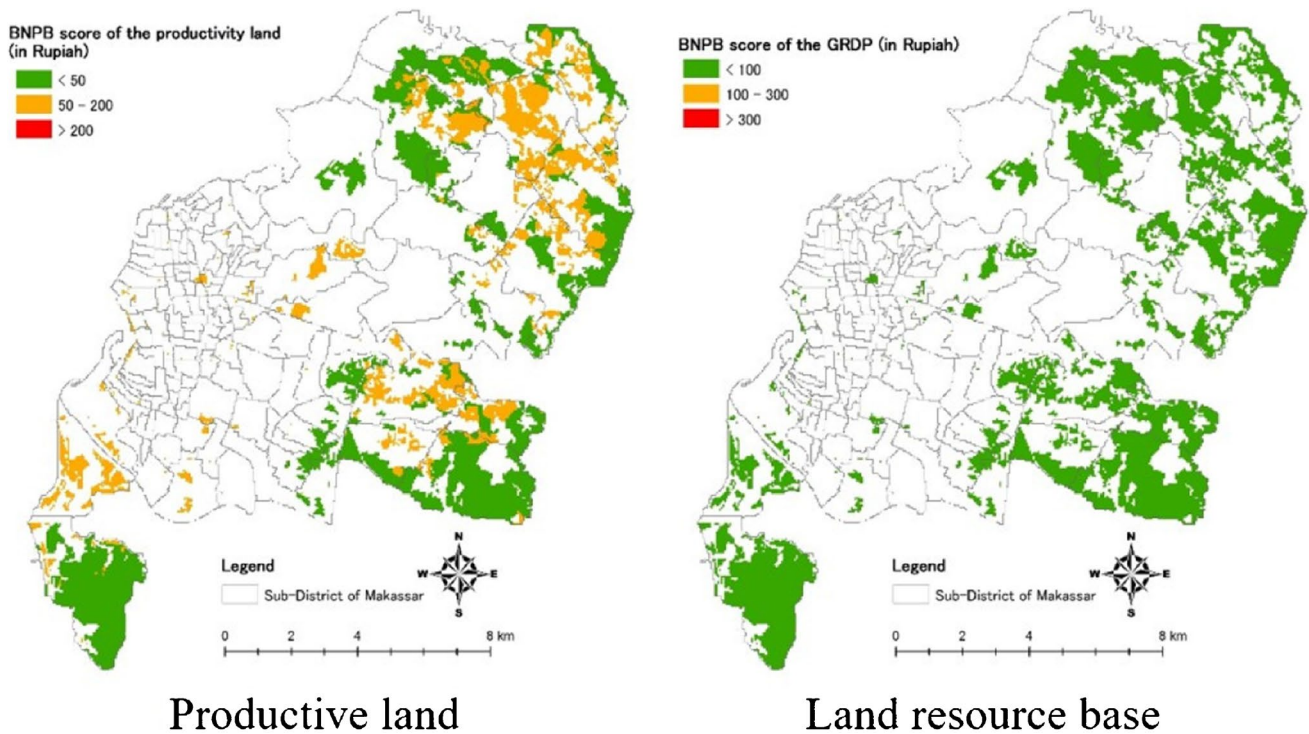 BNPB score of the productivity land
(in Rupiah)
< 50
50 - 200
> 200
N
W E
S
Legend
Sub-District of Makassar
0 2 4 8 km
Productive land
BNPB score of the GRDP (in Rupiah)
< 100
100 - 300
> 300
N
W E
S
Legend
Sub-District of Makassar
0 2 4 8 km
Land resource base